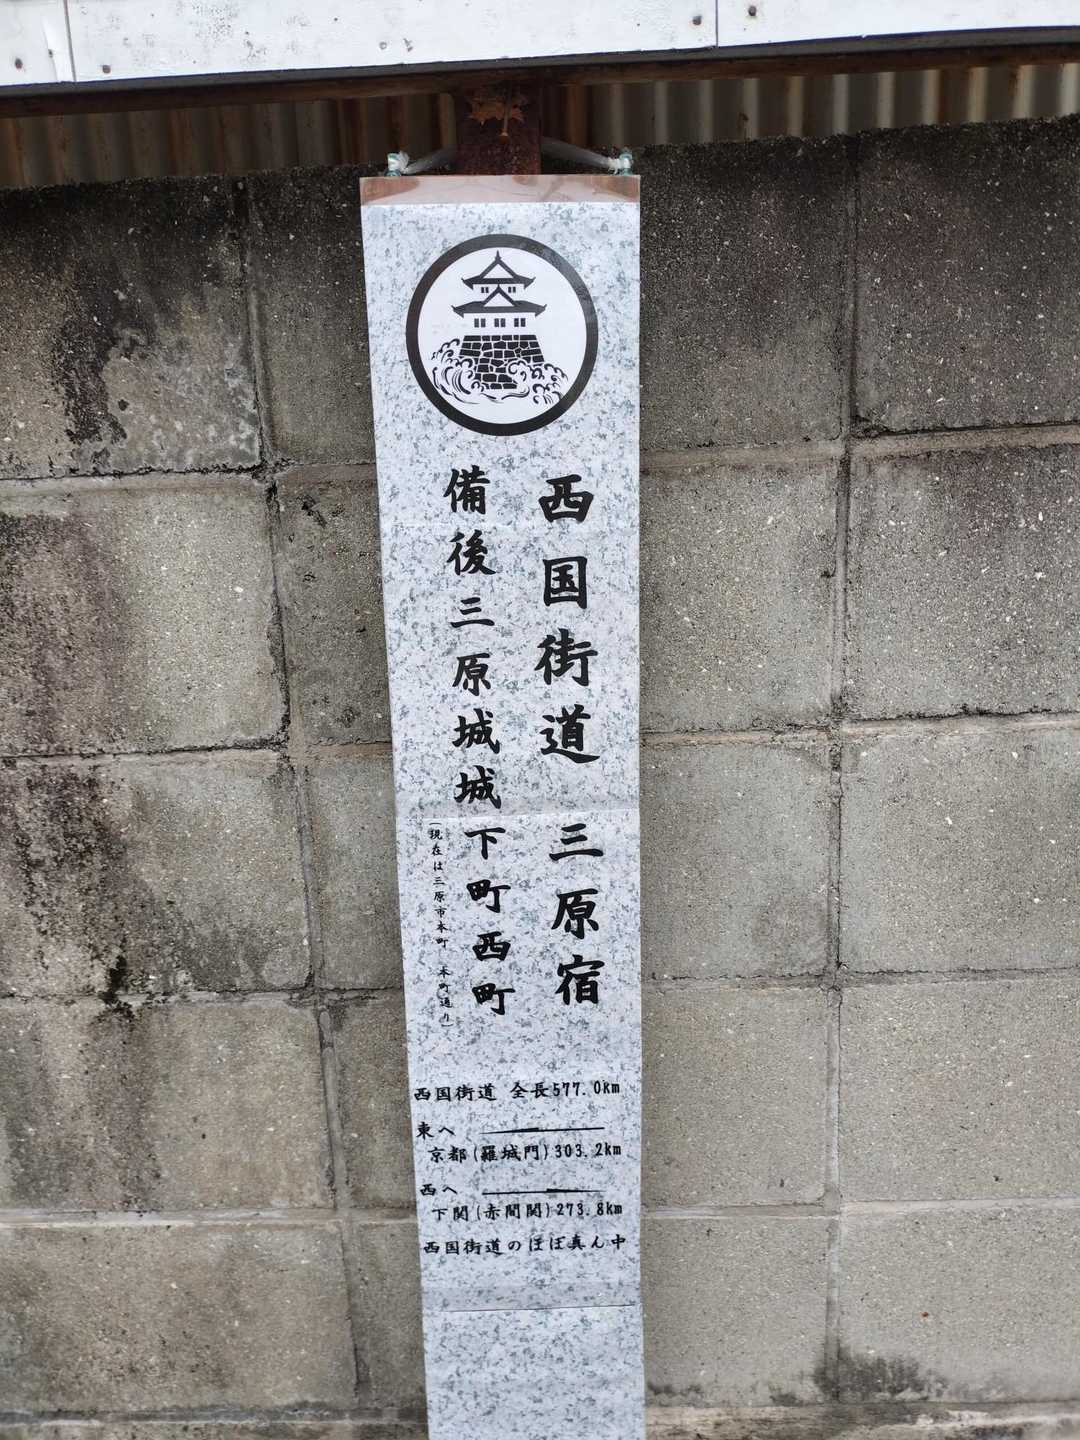 西国街道 三原宿
備後三原城城下町西町
(現在は三原市本町 本町通り)
西国街道 全長577.0km
東へ
京都(羅城門)303.2km
西へ
下関(赤間関)273.8km
西国街道のほぼ真ん中